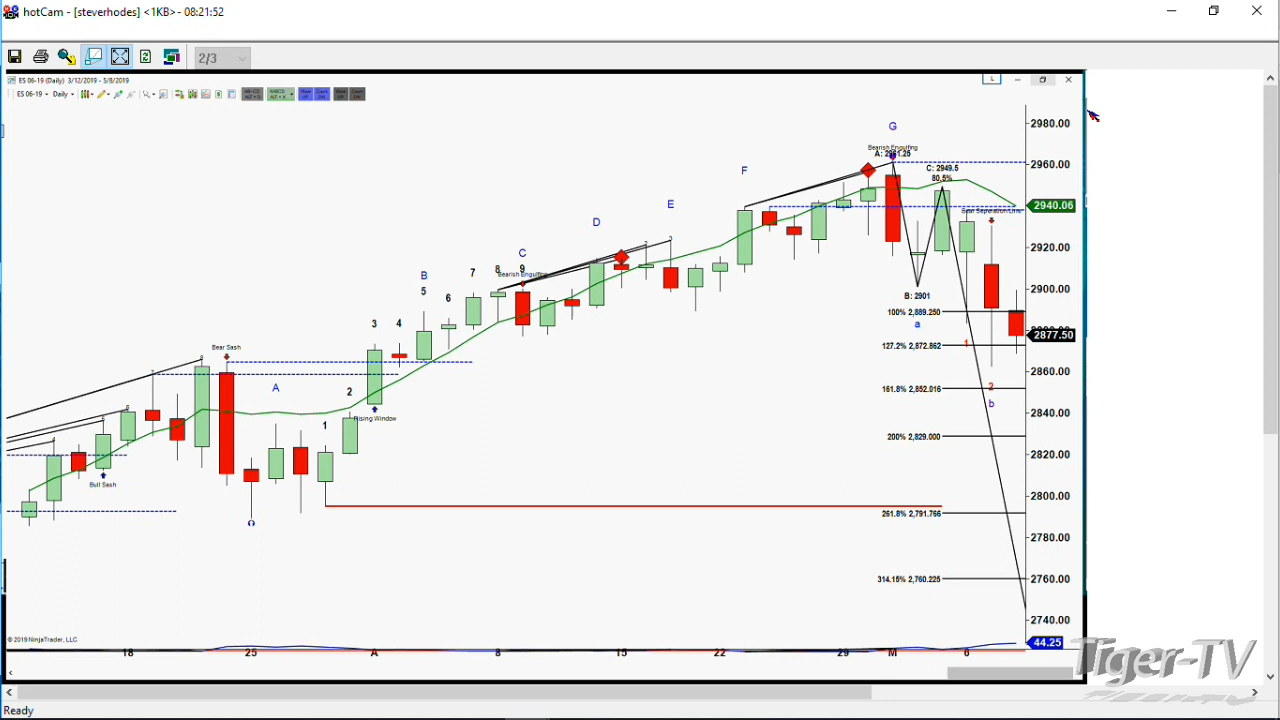 hotCam - [steverhodes] <1KB> - 08:21:52
2/3
ES 06-19 (Daily) 3/12/2019 - 5/8/2019
ES 06-19 Daily
L
2980.00
G
Bearish Engulfing
A: 2961.25
2960.00
C: 2949.5
80.5%
F
2940.06
E
D
2920.00
C
B
7
8
9
Bearish Engulfing
5
6
2900.00
B: 2901
100% 2,889.250
a
3
4
2877.50
Bear Sash
127.2% 2,872.862
1
2860.00
A
2
161.8% 2,852.016
2
b
2840.00
Rising Window
1
200% 2,829.000
2820.00
Bull Sash
2800.00
261.8% 2,791.766
Ω
2780.00
314.15% 2,760.225
2760.00
2740.00
© 2019 NinjaTrader, LLC
44.25
18
25
A
8
15
22
29
M
6
Tiger-TV
Ready